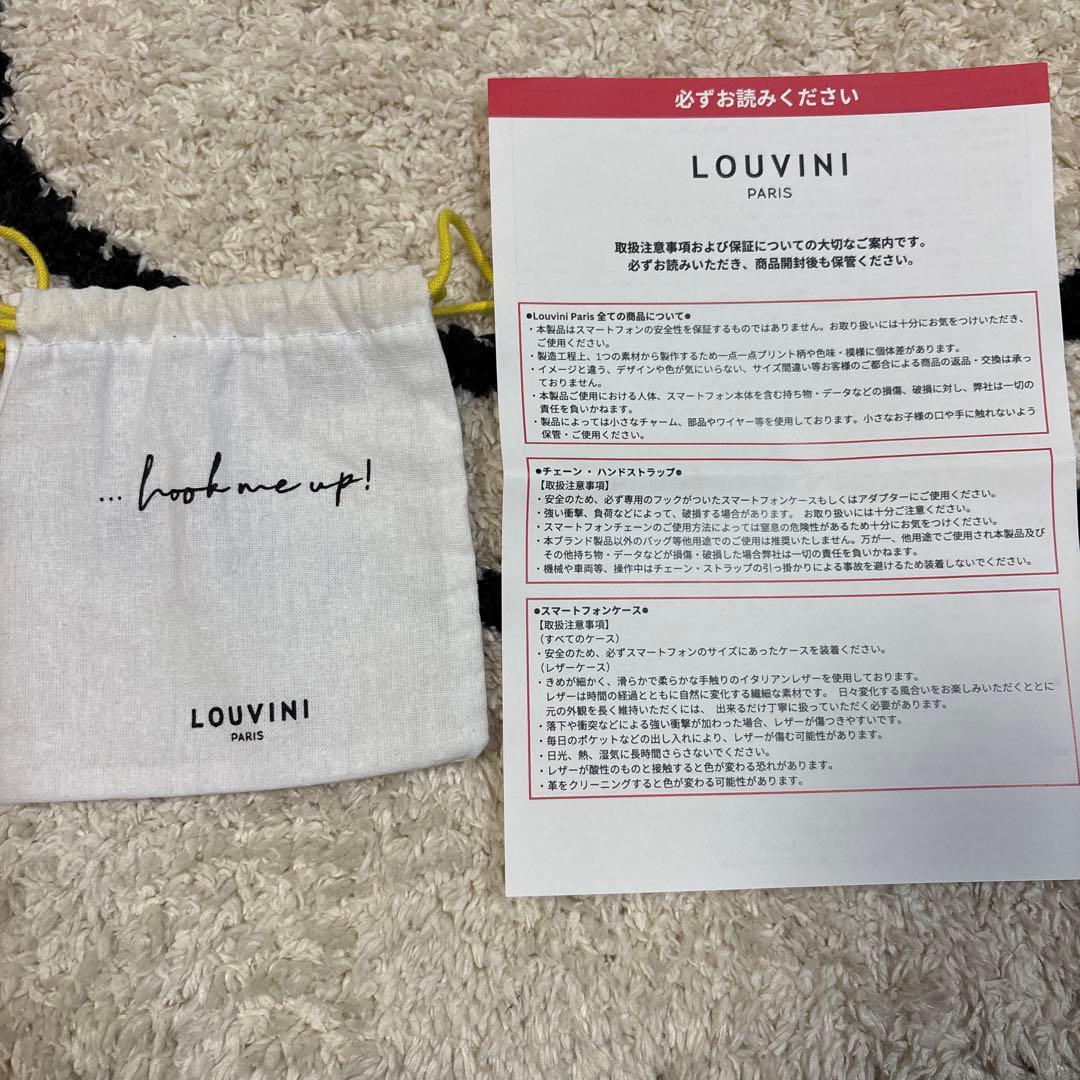 ... hook me up!
LOUVINI
PARIS
必ずお読みください
LOUVINI
PARIS
取扱注意事項および保証についての大切なご案内です。
必ずお読みいただき、商品開封後も保管ください。
●Louvini Paris 全ての商品について●
・本製品はスマートフォンの安全性を保証するものではありません。お取り扱いには十分にお気をつけいただき、
ご使用ください。
・製造工程上、1つの素材から製作するため一点一点プリント柄や色味・模様に個体差があります。
・イメージと違う、デザインや色が気にいらない、サイズ間違い等お客様のご都合による商品の返品・交換は承っ
ておりません。
・本製品ご使用における人体、スマートフォン本体を含む持ち物・データなどの損傷、破損に対し、弊社は一切の
責任を負いかねます。
・製品によっては小さなチャーム、部品やワイヤー等を使用しております。小さなお子様の口や手に触れないよう
保管・ご使用ください。
●チェーン・ ハンドストラップ●
【取扱注意事項】
・安全のため、必ず専用のフックがついたスマートフォンケースもしくはアダプターにご使用ください。
・強い衝撃、負荷などによって、破損する場合があります。 お取り扱いには十分ご注意ください。
・スマートフォンチェーンのご使用方法によっては窒息の危険性があるため十分にお気をつけください。
・本ブランド製品以外のバッグ等他用途でのご使用は推奨いたしません。万が一、他用途でご使用され本製品及び
その他持ち物・データなどが損傷・破損した場合弊社は一切の責任を負いかねます。
・機械や車両等、操作中はチェーン・ストラップの引っ掛かりによる事故を避けるため装着しないでください。
●スマートフォンケース●
【取扱注意事項】
（すべてのケース）
・安全のため、必ずスマートフォンのサイズにあったケースを装着ください。
（レザーケース）
・きめが細かく、滑らかで柔らかな手触りのイタリアンレザーを使用しております。
レザーは時間の経過とともに自然に変化する繊細な素材です。 日々変化する風合いをお楽しみいただくとともに
元の外観を長く維持いただくには、 出来るだけ丁寧に扱っていただく必要があります。
・落下や衝突などによる強い衝撃が加わった場合、レザーが傷つきやすいです。
・毎日のポケットなどの出し入れにより、レザーが傷む可能性があります。
・日光、熱、湿気に長時間さらさないでください。
・レザーが酸性のものと接触すると色が変わる恐れがあります。
・革をクリーニングすると色が変わる可能性があります。